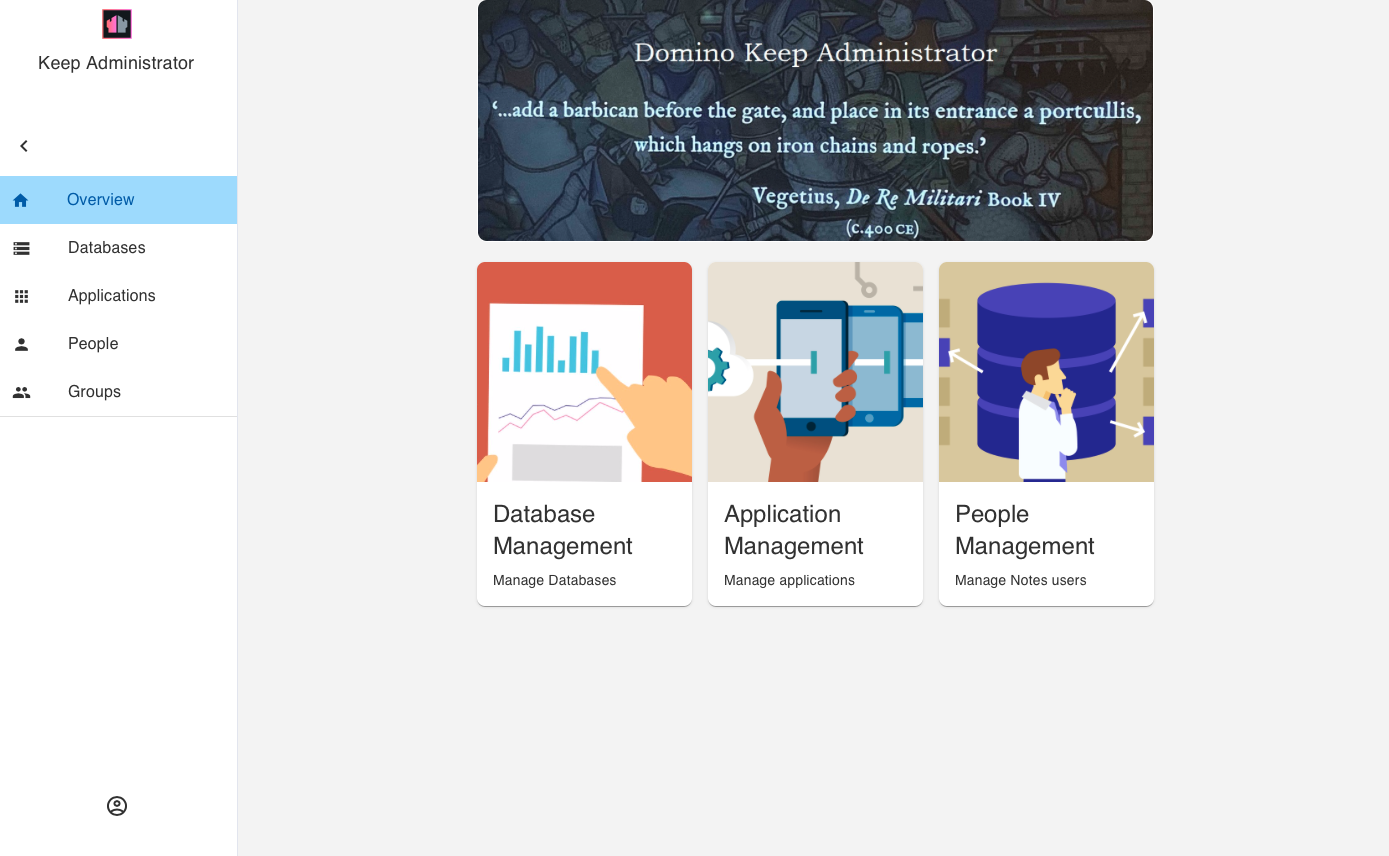 Keep Administrator
Overview
Databases
Applications
People
Groups
Domino Keep Administrator
‘...add a barbican before the gate, and place in its entrance a portcullis,
which hangs on iron chains and ropes.’
Vegetius, De Re Militari Book IV
(c.400 CE)
Database
Management
Manage Databases
Application
Management
Manage applications
People
Management
Manage Notes users